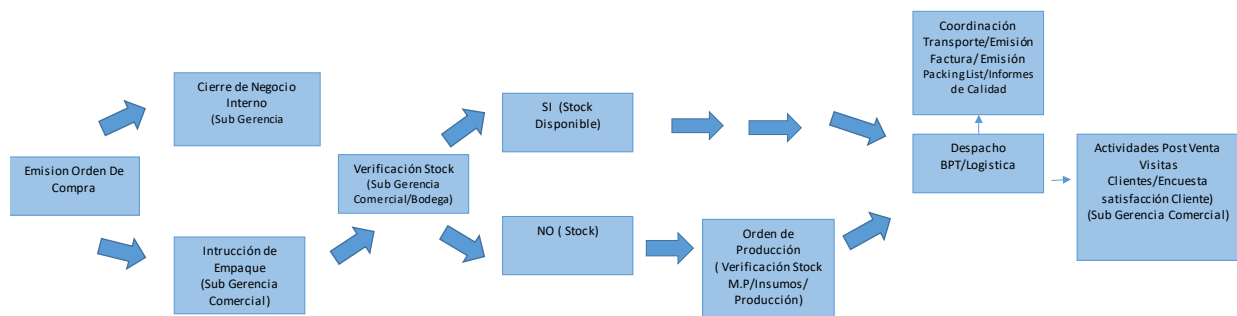 Emision Orden De
Compra
Cierre de Negocio
Interno
(Sub Gerencia
Intrucción de
Empaque
(Sub Gerencia
Comercial)
Verificación Stock
(Sub Gerencia
Comercial/Bodega)
SI (Stock
Disponible)
NO ( Stock)
Orden de
Producción
( Verificación Stock
M.P/Insumos/
Producción)
Coordinación
Transporte/Emisión
Factura/ Emisión
Packing List/Informes
de Calidad
Despacho
BPT/Logistica
Actividades Post Venta
Visitas
Clientes/Encuesta
satisfacción Cliente)
(Sub Gerencia Comercial)